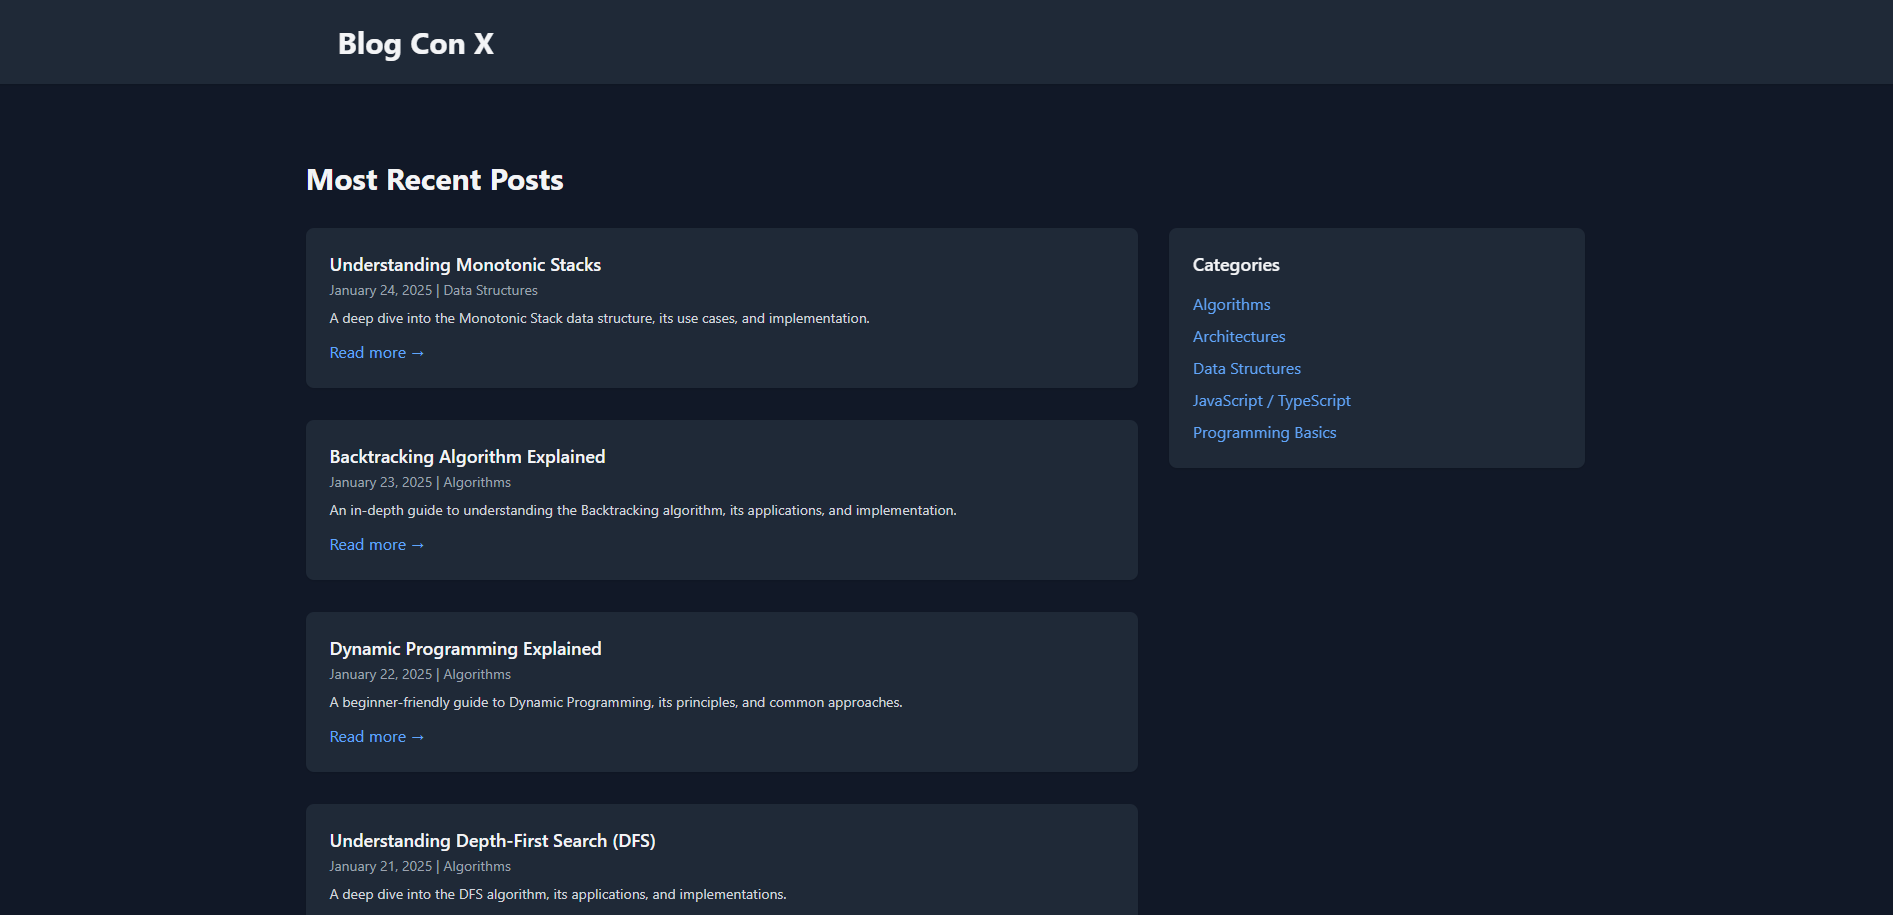 Blog Con X
Most Recent Posts
Understanding Monotonic Stacks
January 24, 2025 | Data Structures
A deep dive into the Monotonic Stack data structure, its use cases, and implementation.
Read more →
Backtracking Algorithm Explained
January 23, 2025 | Algorithms
An in-depth guide to understanding the Backtracking algorithm, its applications, and implementation.
Read more →
Dynamic Programming Explained
January 22, 2025 | Algorithms
A beginner-friendly guide to Dynamic Programming, its principles, and common approaches.
Read more →
Understanding Depth-First Search (DFS)
January 21, 2025 | Algorithms
A deep dive into the DFS algorithm, its applications, and implementations.
Categories
Algorithms
Architectures
Data Structures
JavaScript / TypeScript
Programming Basics